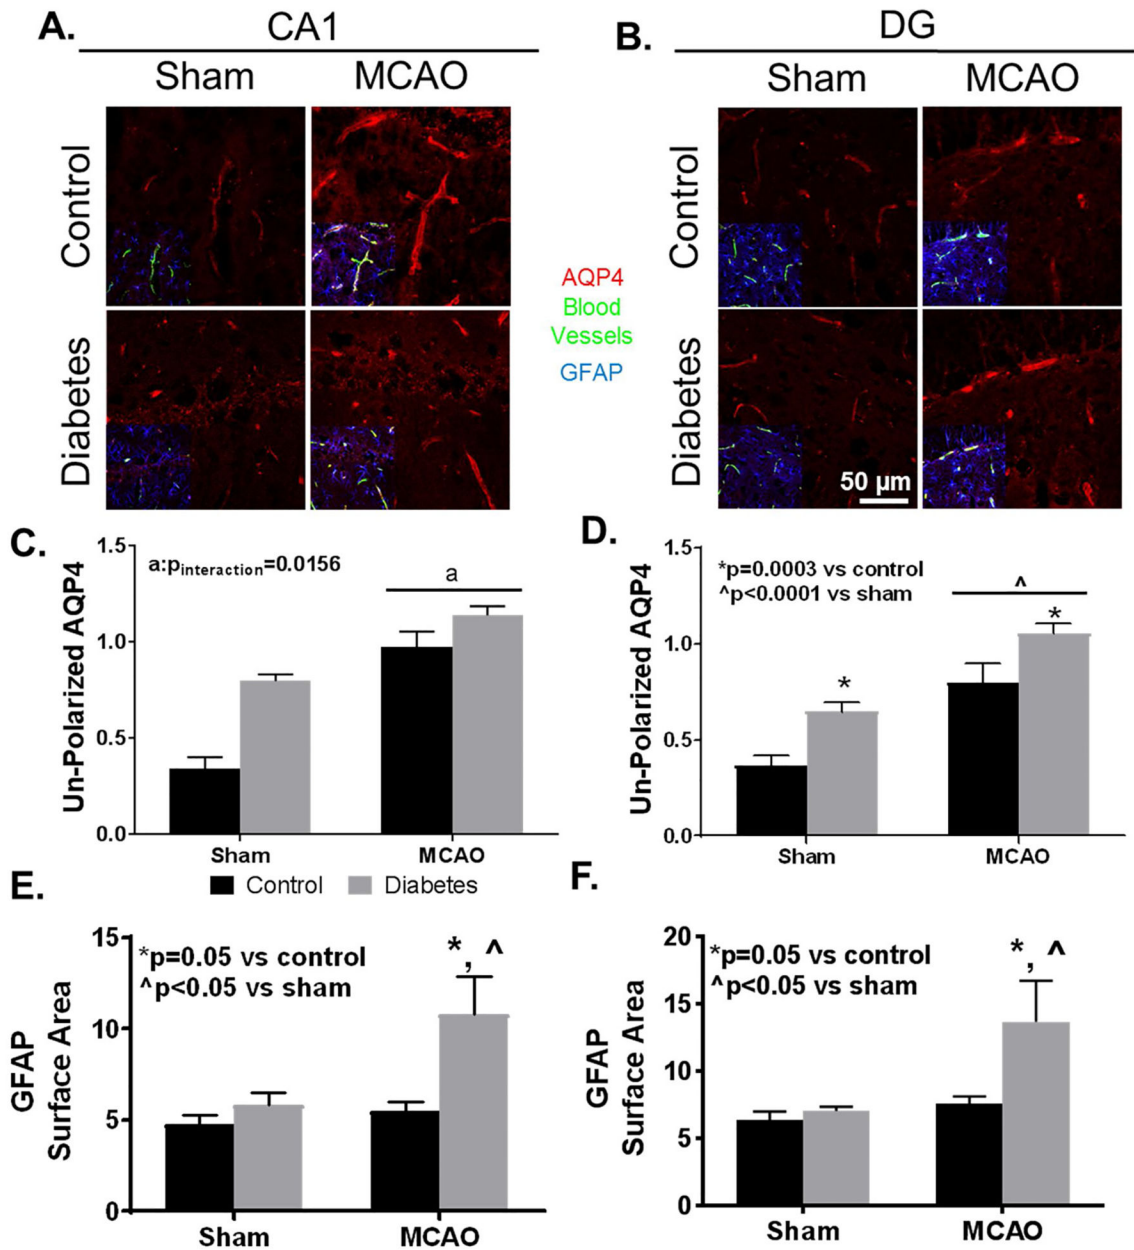 A.
CA1
Sham
MCAO
Control
Diabetes
B.
DG
Sham
MCAO
Control
Diabetes
50 µm
AQP4
Blood
Vessels
GFAP
C.
Un-Polarized AQP4
1.5
1.0
0.5
0.0
a:pinteraction=0.0156
a
Sham
MCAO
D.
Un-Polarized AQP4
1.5
1.0
0.5
0.0
*p=0.0003 vs control
^p<0.0001 vs sham
*
^
*
Sham
MCAO
Control
Diabetes
E.
GFAP
Surface Area
15
10
5
0
*p=0.05 vs control
^p<0.05 vs sham
*, ^
Sham
MCAO
F.
GFAP
Surface Area
20
15
10
5
0
*p=0.05 vs control
^p<0.05 vs sham
*, ^
Sham
MCAO